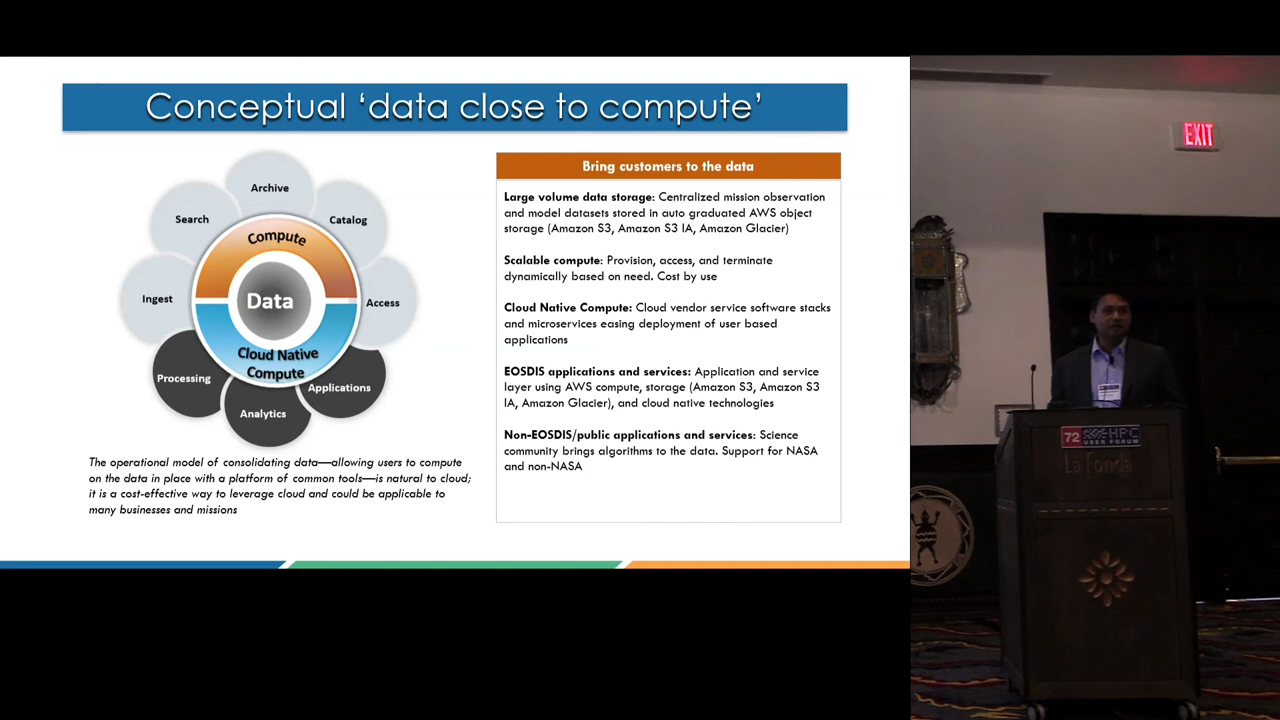 Conceptual ‘data close to compute’
Archive
Search
Catalog
Compute
Ingest
Data
Access
Cloud Native
Compute
Processing
Applications
Analytics
The operational model of consolidating data—allowing users to compute
on the data in place with a platform of common tools—is natural to cloud;
it is a cost-effective way to leverage cloud and could be applicable to
many businesses and missions
Bring customers to the data
Large volume data storage: Centralized mission observation
and model datasets stored in auto graduated AWS object
storage (Amazon S3, Amazon S3 IA, Amazon Glacier)
Scalable compute: Provision, access, and terminate
dynamically based on need. Cost by use
Cloud Native Compute: Cloud vendor service software stacks
and microservices easing deployment of user based
applications
EOSDIS applications and services: Application and service
layer using AWS compute, storage (Amazon S3, Amazon S3
IA, Amazon Glacier), and cloud native technologies
Non-EOSDIS/public applications and services: Science
community brings algorithms to the data. Support for NASA
and non-NASA
EXIT
72 HPC
USER FORUM
La Fonda